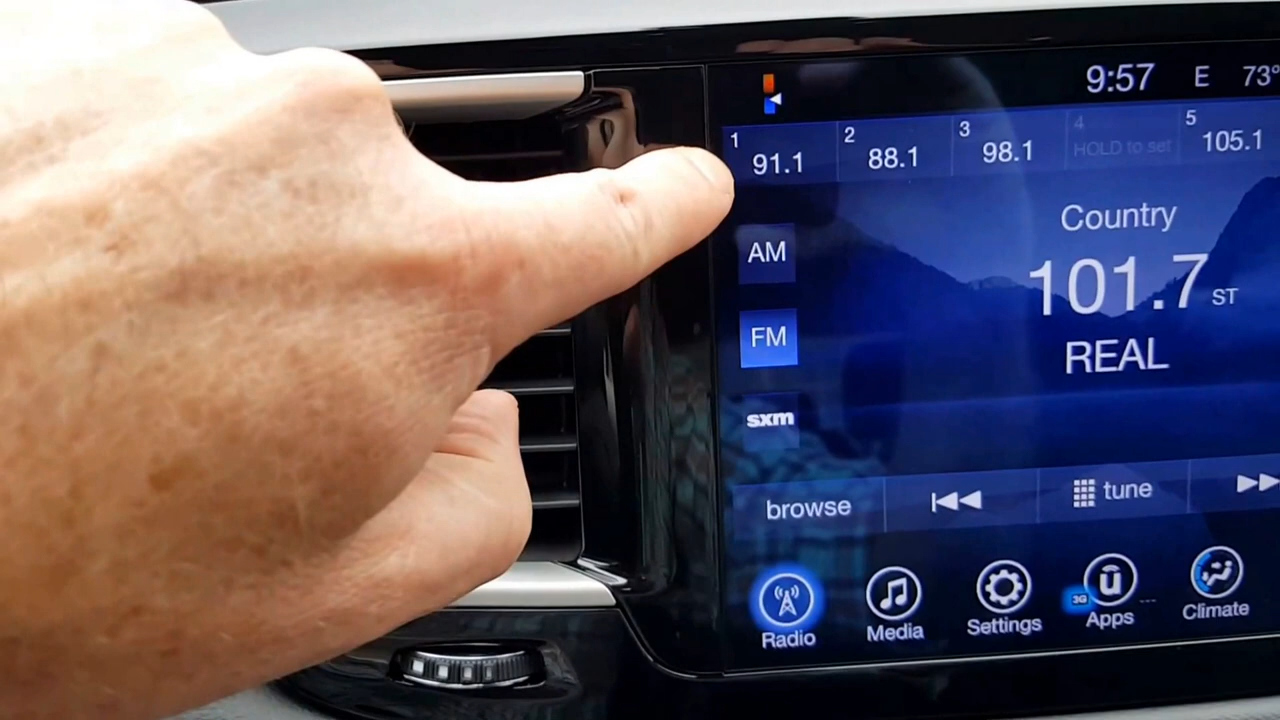 9:57 E 73°
1 91.1 2 88.1 3 98.1 4 HOLD to set 5 105.1
Country
101.7 ST
REAL
AM
FM
sxm
browse tune
3G
Radio Media Settings Apps Climate